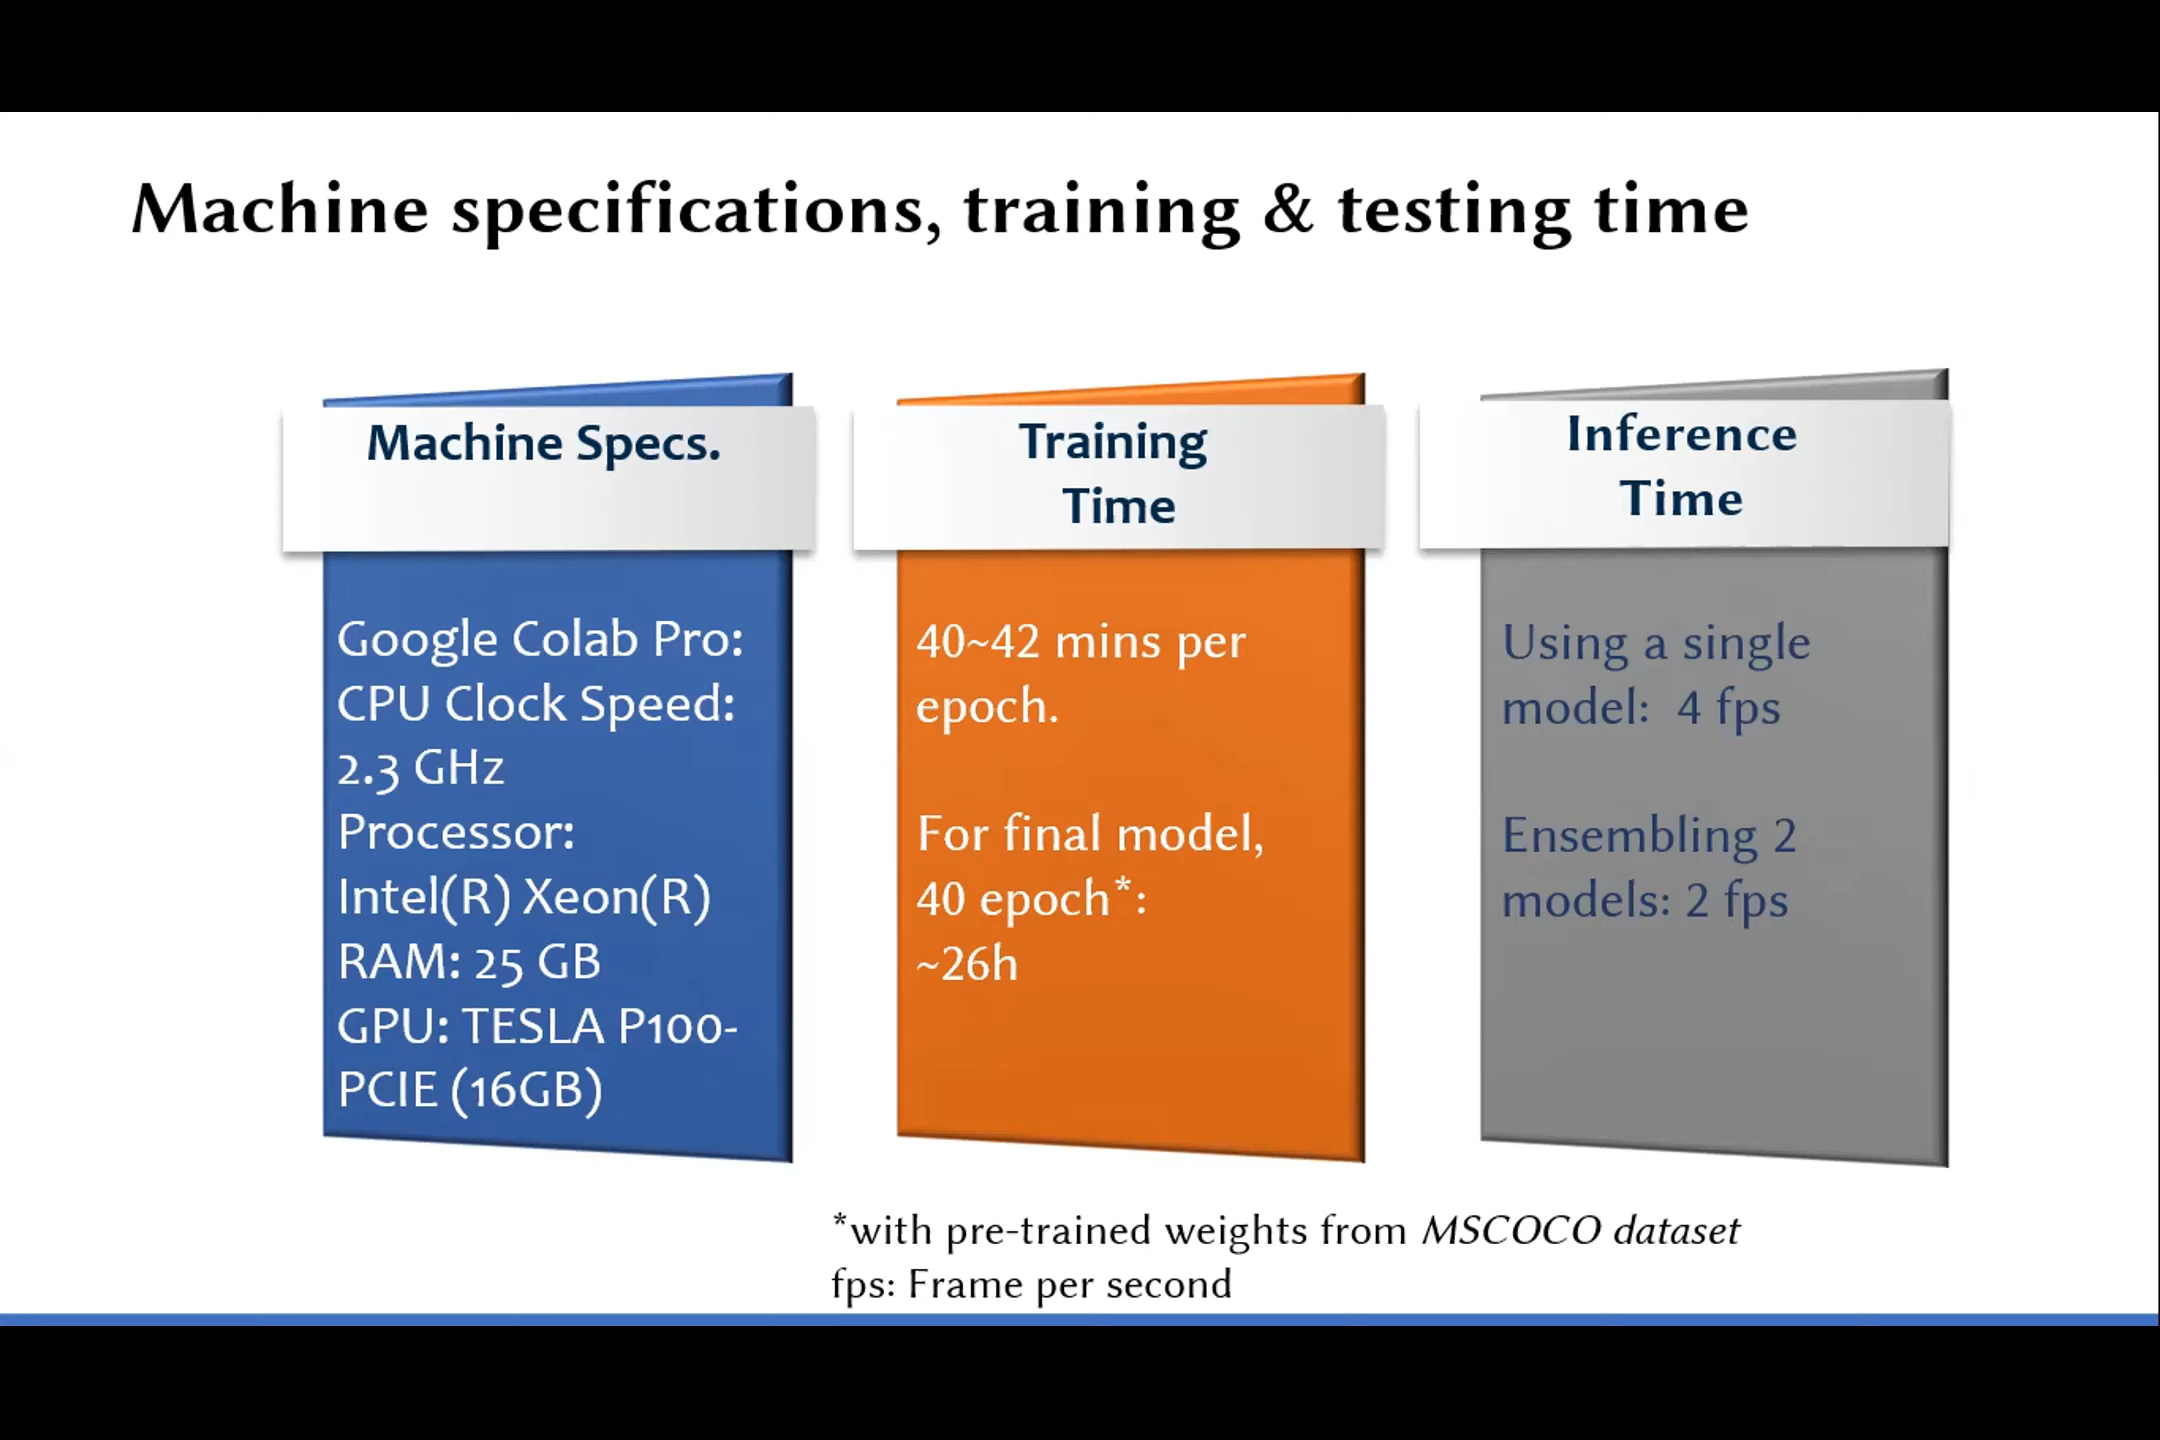 Machine specifications, training & testing time
Machine Specs.
Google Colab Pro:
CPU Clock Speed:
2.3 GHz
Processor:
Intel(R) Xeon(R)
RAM: 25 GB
GPU: TESLA P100-
PCIE (16GB)
Training
Time
40~42 mins per
epoch.
For final model,
40 epoch*:
~26h
Inference
Time
Using a single
model: 4 fps
Ensembling 2
models: 2 fps
*with pre-trained weights from MSCOCO dataset
fps: Frame per second